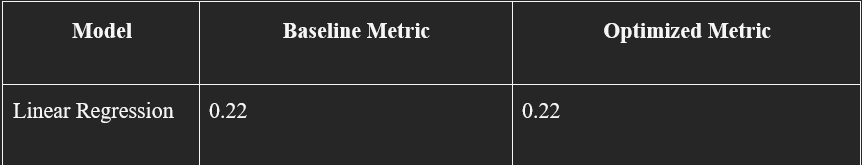 Model Baseline Metric Optimized Metric
Linear Regression 0.22 0.22